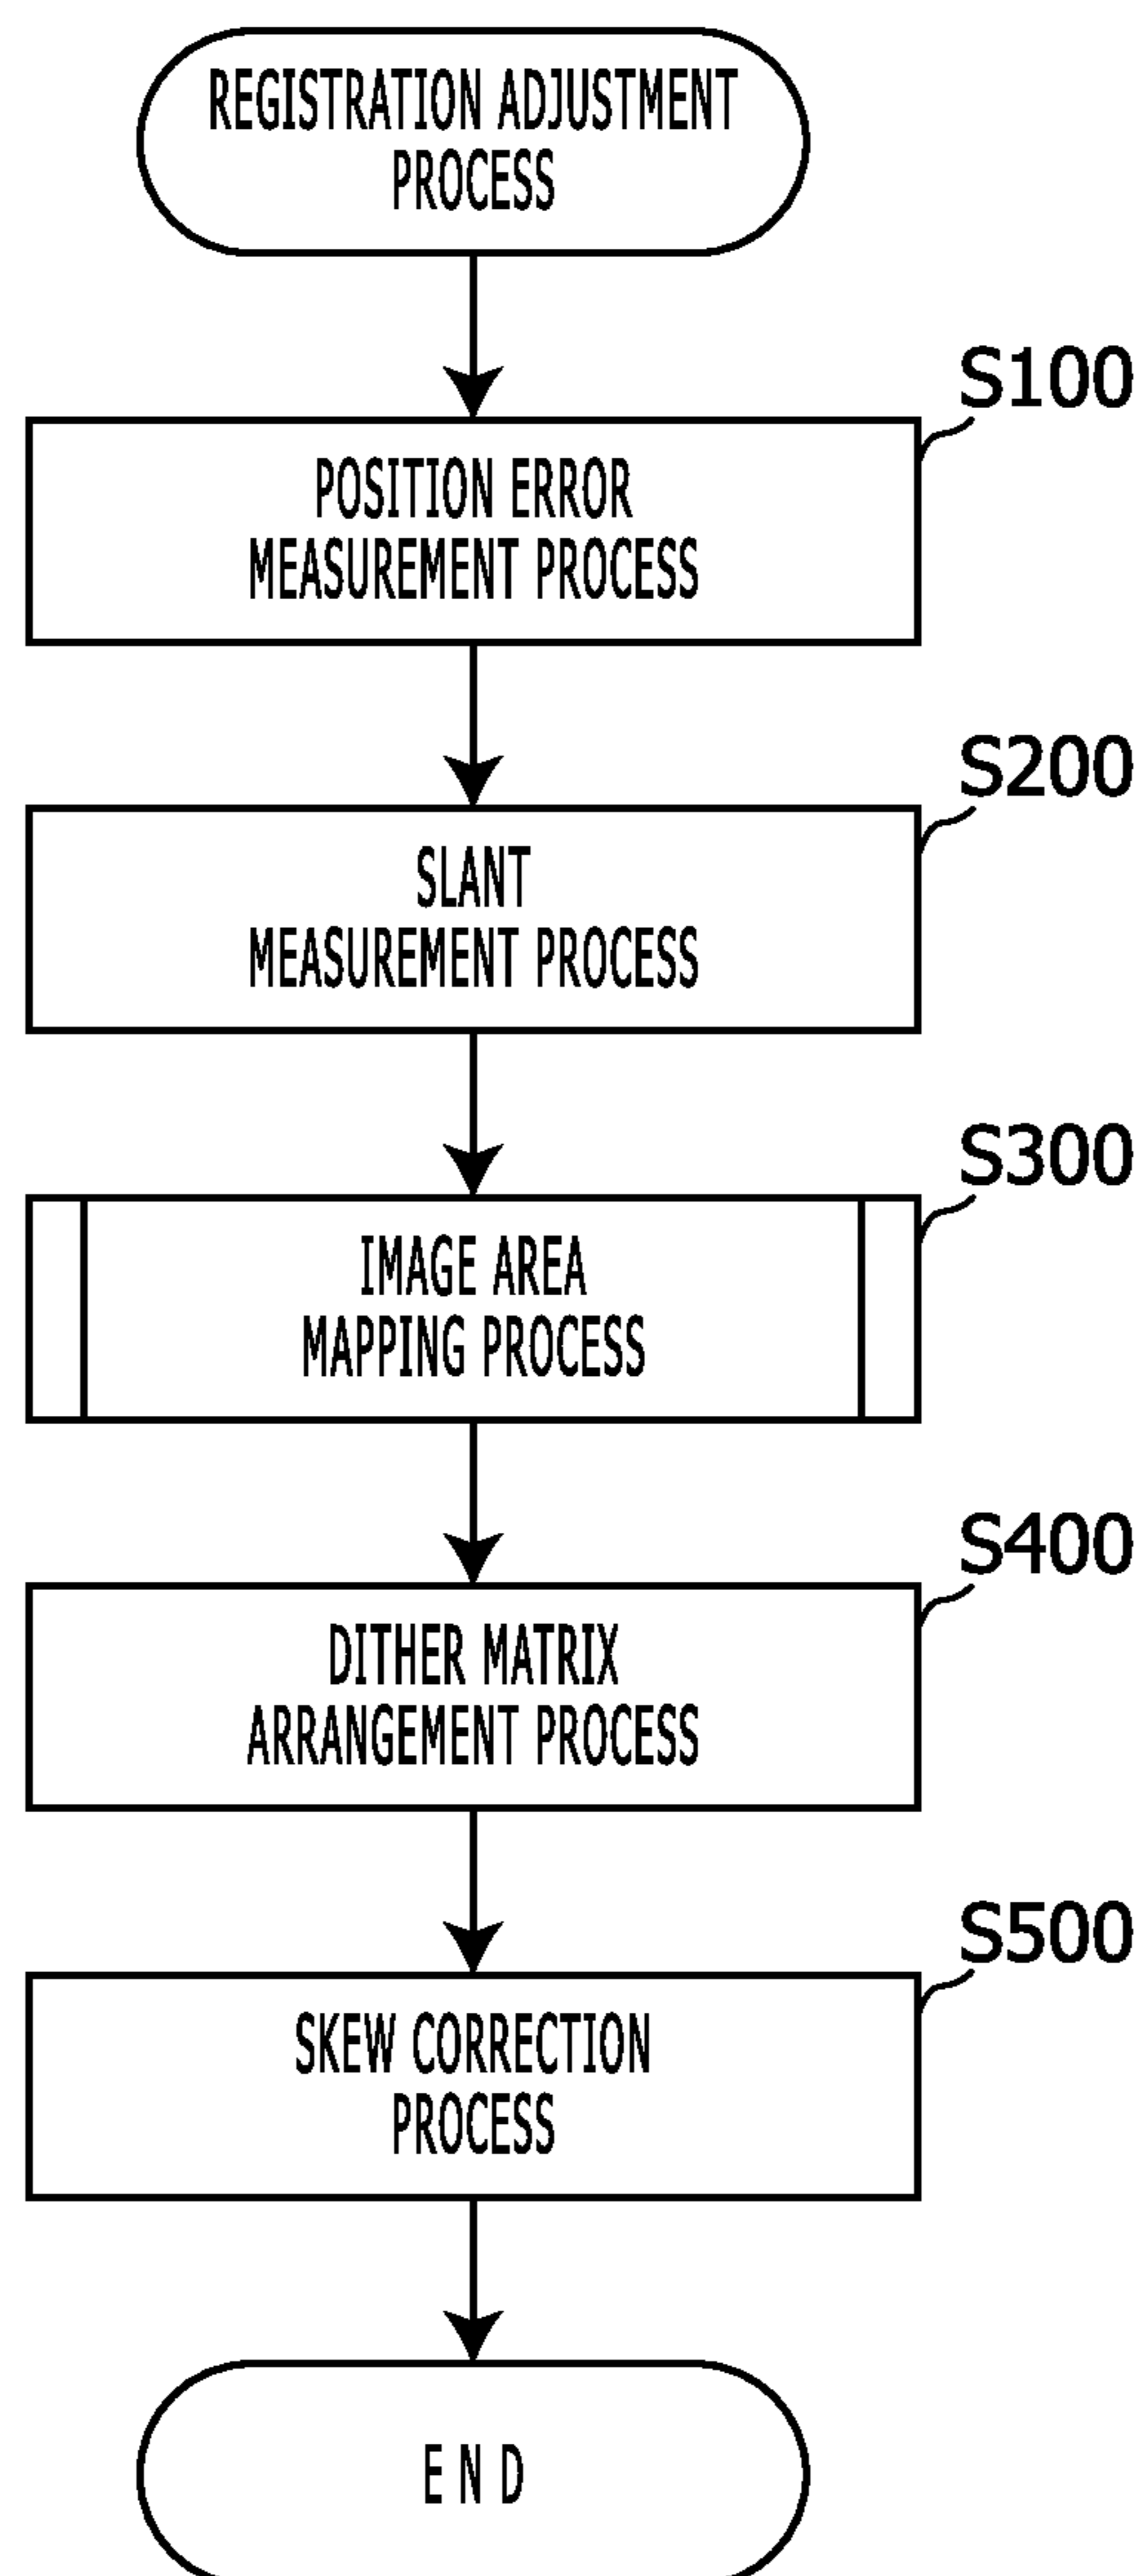 REGISTRATION ADJUSTMENT
PROCESS
S100
POSITION ERROR
MEASUREMENT PROCESS
S200
SLANT
MEASUREMENT PROCESS
S300
IMAGE AREA
MAPPING PROCESS
S400
DITHER MATRIX
ARRANGEMENT PROCESS
S500
SKEW CORRECTION
PROCESS
END